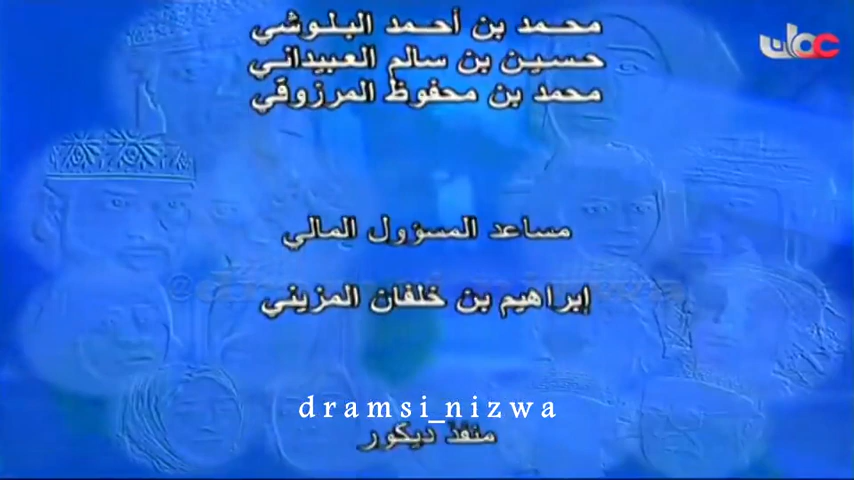 محمد بن أحمد البلوشي
عمان
حسين بن سالم العبيداني
محمد بن محفوظ المرزوقي
مساعد المسؤول المالي
إبراهيم بن خلفان المزيني
dramsi_nizwa
منفذ ديكور